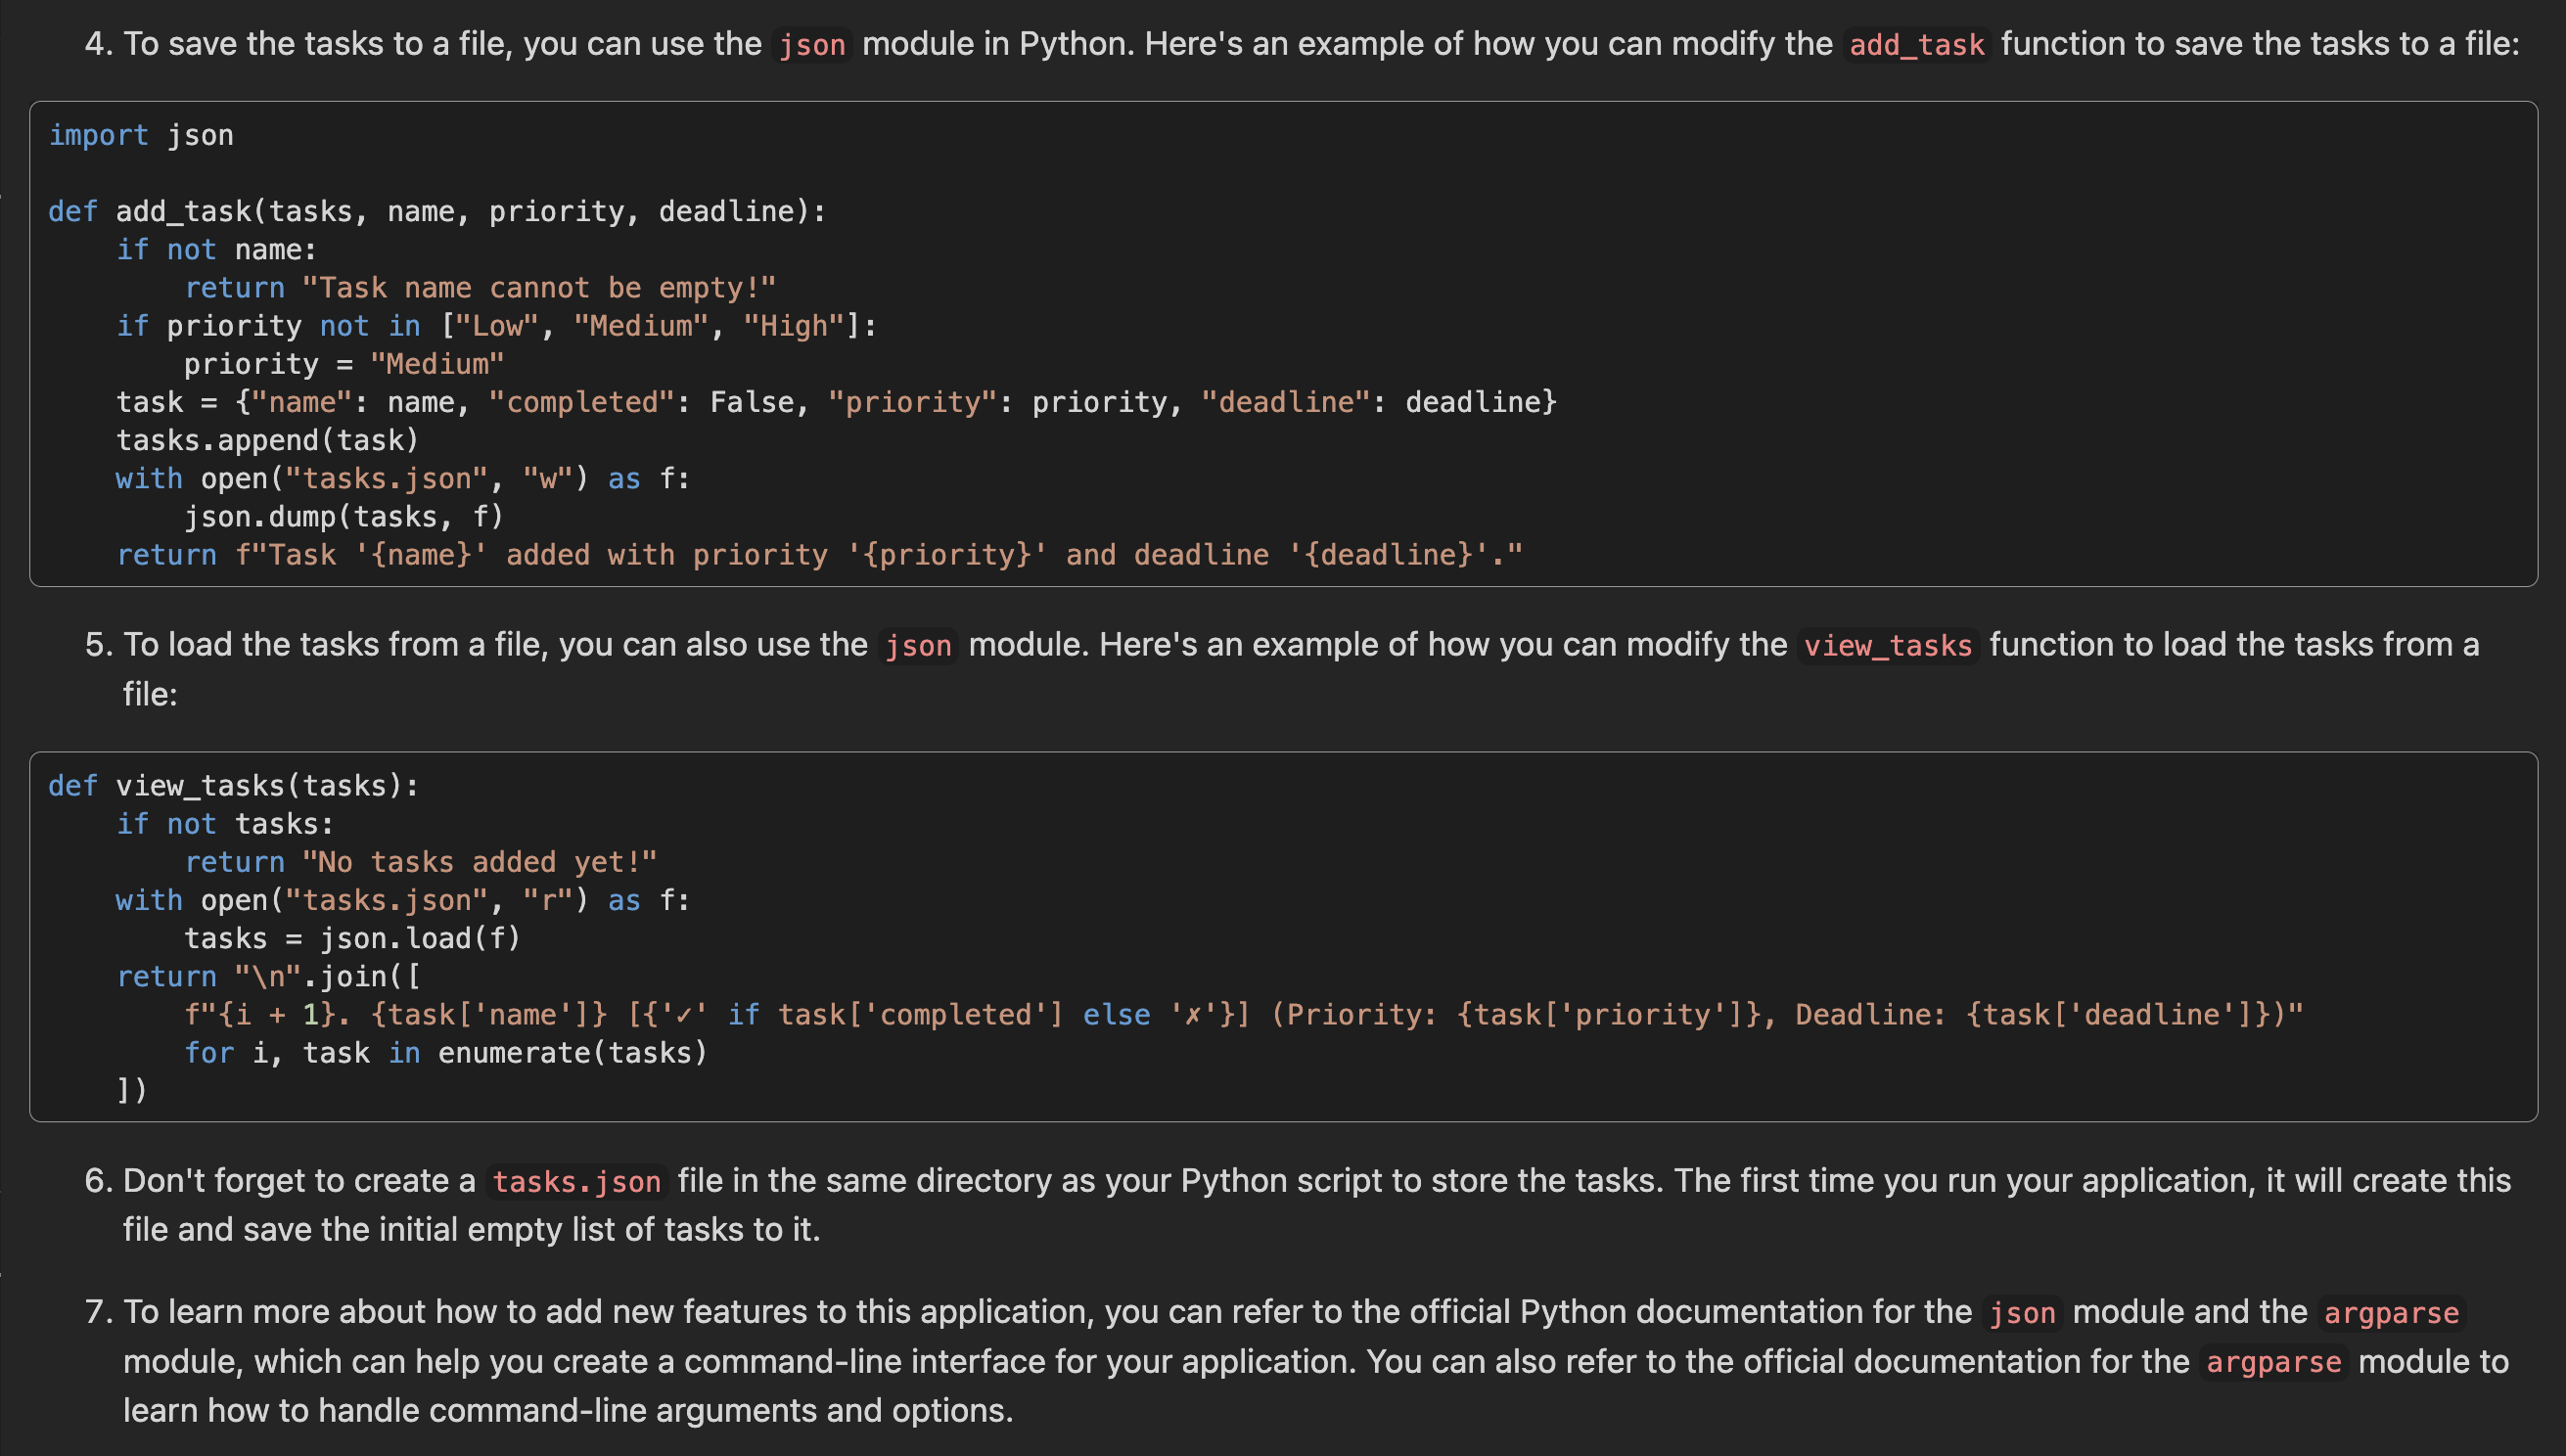 4. To save the tasks to a file, you can use the json module in Python. Here's an example of how you can modify the add_task function to save the tasks to a file:
import json
def add_task(tasks, name, priority, deadline):
    if not name:
        return "Task name cannot be empty!"
    if priority not in ["Low", "Medium", "High"]:
        priority = "Medium"
    task = {"name": name, "completed": False, "priority": priority, "deadline": deadline}
    tasks.append(task)
    with open("tasks.json", "w") as f:
        json.dump(tasks, f)
    return f"Task '{name}' added with priority '{priority}' and deadline '{deadline}'."
5. To load the tasks from a file, you can also use the json module. Here's an example of how you can modify the view_tasks function to load the tasks from a
file:
def view_tasks(tasks):
    if not tasks:
        return "No tasks added yet!"
    with open("tasks.json", "r") as f:
        tasks = json.load(f)
    return "\n".join([
        f"{i + 1}. {task['name']} [{'✓' if task['completed'] else '✗'}] (Priority: {task['priority']}, Deadline: {task['deadline']})"
        for i, task in enumerate(tasks)
    ])
6. Don't forget to create a tasks.json file in the same directory as your Python script to store the tasks. The first time you run your application, it will create this
file and save the initial empty list of tasks to it.
7. To learn more about how to add new features to this application, you can refer to the official Python documentation for the json module and the argparse
module, which can help you create a command-line interface for your application. You can also refer to the official documentation for the argparse module to
learn how to handle command-line arguments and options.